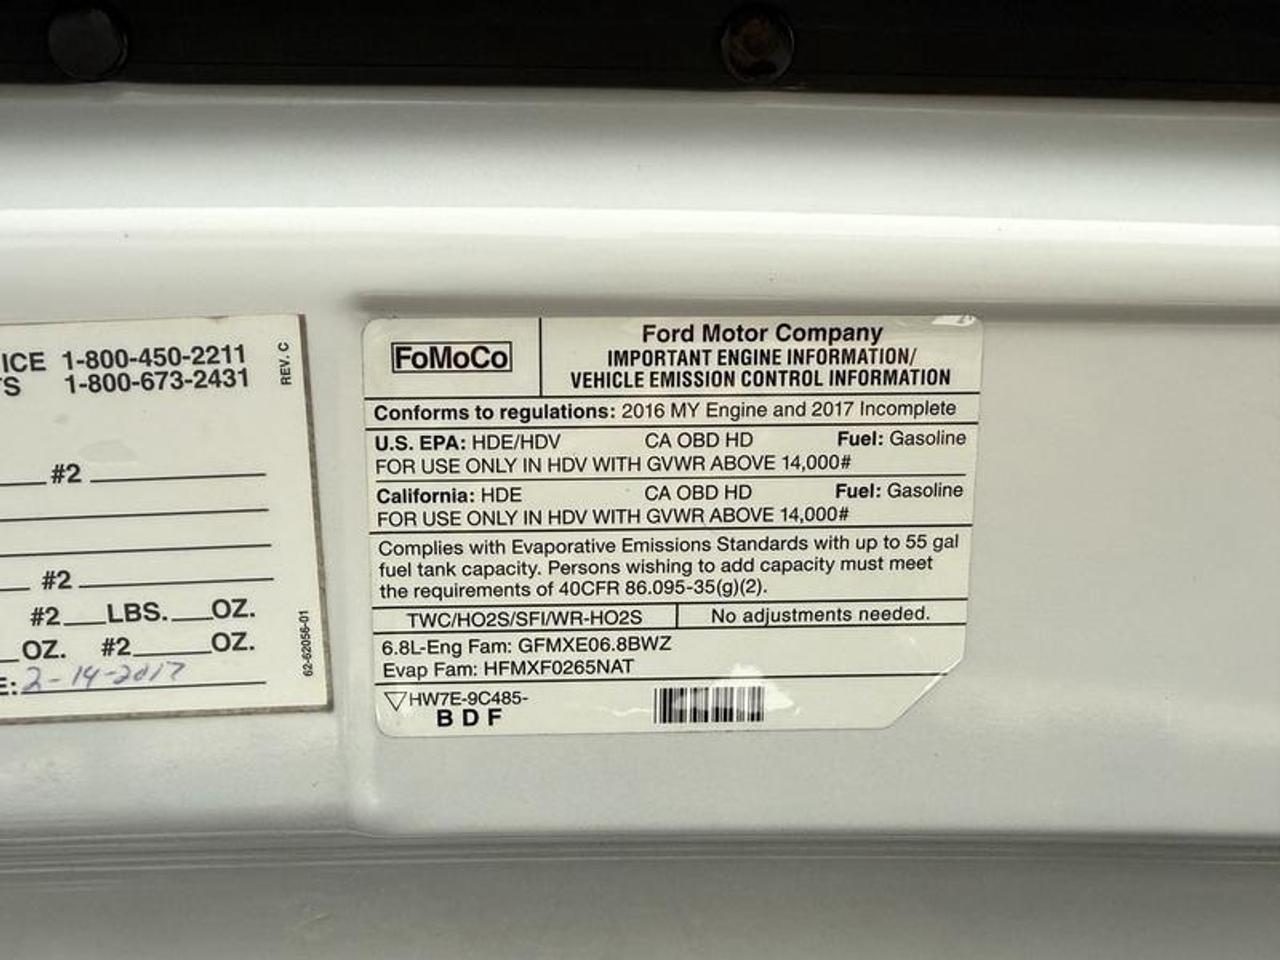 ICE 1-800-450-2211
S 1-800-673-2431
REV. C
#2
#2
#2 LBS. OZ.
OZ. #2 OZ.
E: 2-14-2017
62-62056-01
FoMoCo
Ford Motor Company
IMPORTANT ENGINE INFORMATION/
VEHICLE EMISSION CONTROL INFORMATION
Conforms to regulations: 2016 MY Engine and 2017 Incomplete
U.S. EPA: HDE/HDV CA OBD HD Fuel: Gasoline
FOR USE ONLY IN HDV WITH GVWR ABOVE 14,000#
California: HDE CA OBD HD Fuel: Gasoline
FOR USE ONLY IN HDV WITH GVWR ABOVE 14,000#
Complies with Evaporative Emissions Standards with up to 55 gal
fuel tank capacity. Persons wishing to add capacity must meet
the requirements of 40CFR 86.095-35(g)(2).
TWC/HO2S/SFI/WR-HO2S No adjustments needed.
6.8L-Eng Fam: GFMXE06.8BWZ
Evap Fam: HFMXF0265NAT
HW7E-9C485-
B D F